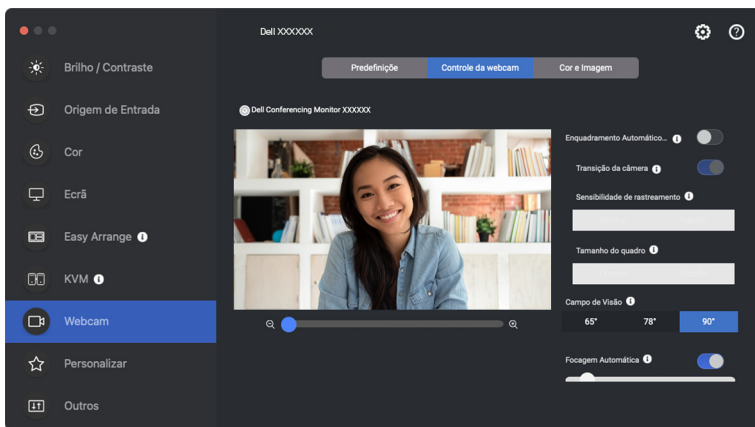 Dell XXXXXX
Brilho / Contraste
Origem de Entrada
Cor
Ecrã
Easy Arrange
KVM
Webcam
Personalizar
Outros
Predefiniçõe
Controle da webcam
Cor e Imagem
Dell Conferencing Monitor XXXXXX
Enquadramento Automático...
Transição da câmera
Sensibilidade de rastreamento
Tamanho do quadro
Campo de Visão
65° 78° 90°
Focagem Automática